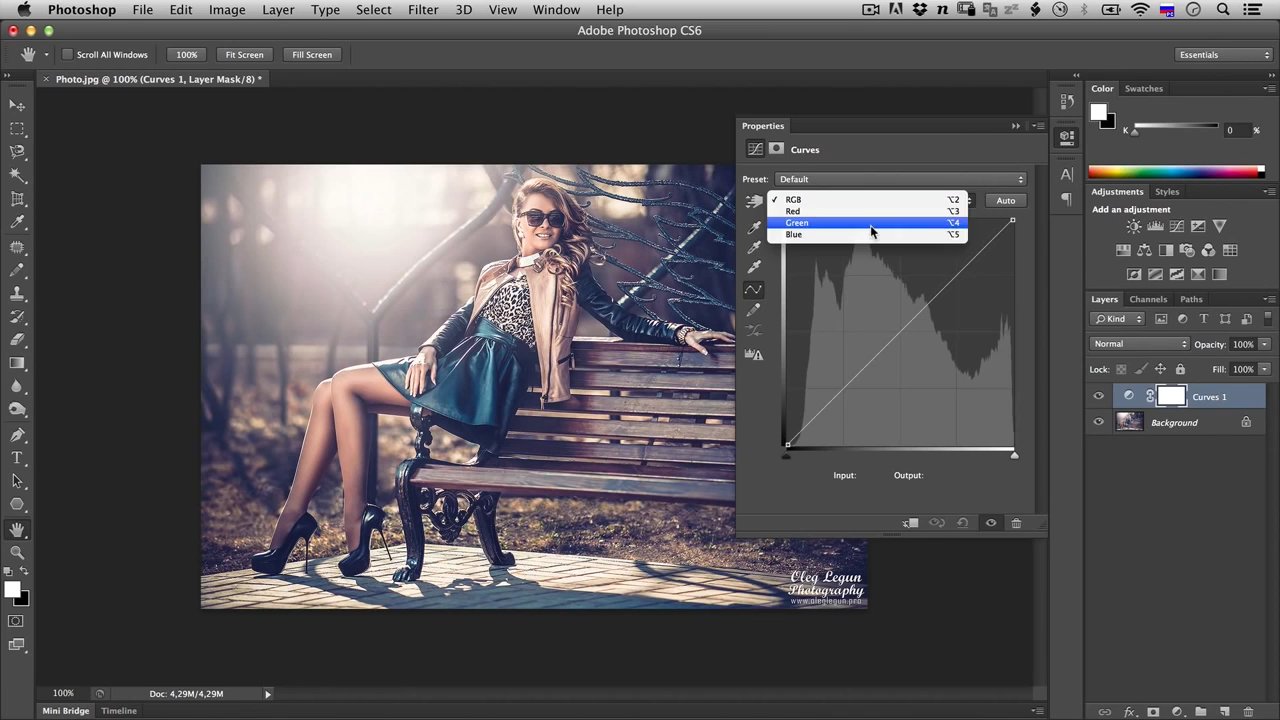 Photoshop File Edit Image Layer Type Select Filter 3D View Window Help
Adobe Photoshop CS6
Scroll All Windows 100% Fit Screen Fill Screen Essentials
Photo.jpg @ 100% (Curves 1, Layer Mask/8) *
Color Swatches
K 0 %
Properties
Curves
Preset: Default
RGB ⌥2
Red ⌥3
Green ⌥4
Blue ⌥5
Auto
Input: Output:
Adjustments Styles
Add an adjustment
Layers Channels Paths
Kind
Normal Opacity: 100%
Lock: Fill: 100%
Curves 1
Background
Oleg Legun
Photography
www.oleglegun.pro
100% Doc: 4,29M/4,29M
Mini Bridge Timeline